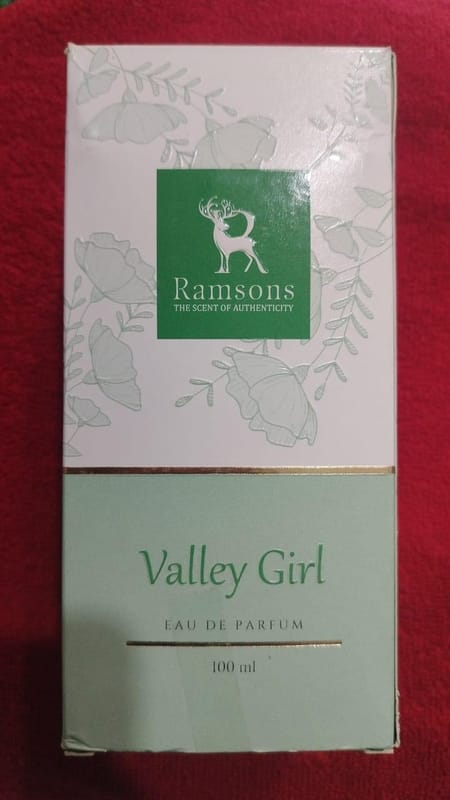 Ramsons
THE SCENT OF AUTHENTICITY
Valley Girl
EAU DE PARFUM
100 ml